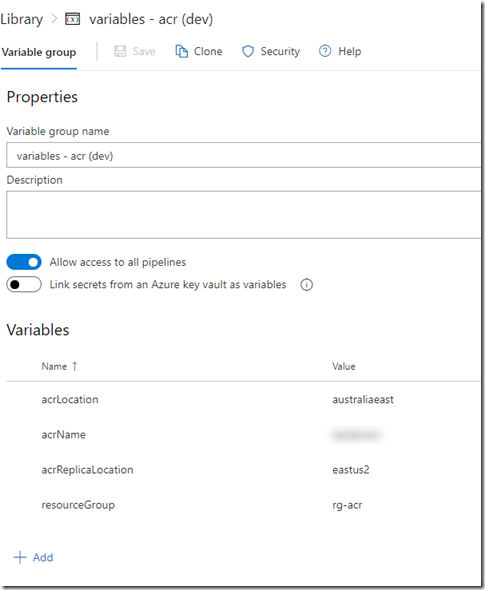 Library > variables - acr (dev)
Variable group Save Clone Security Help
Properties
Variable group name
variables - acr (dev)
Description
Allow access to all pipelines
Link secrets from an Azure key vault as variables
Variables
Name ↑ Value
acrLocation australiaeast
acrName
acrReplicaLocation eastus2
resourceGroup rg-acr
+ Add